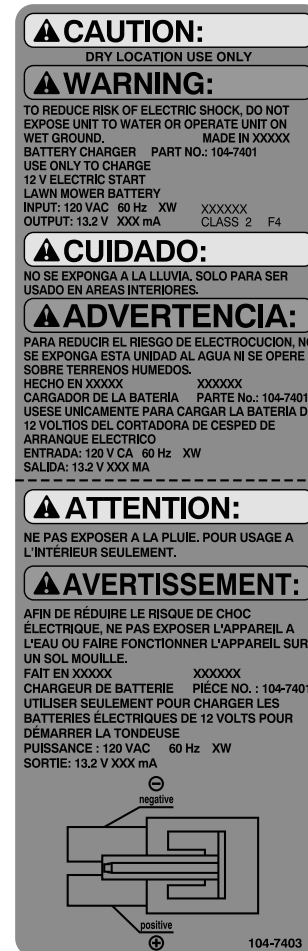 CAUTION:
DRY LOCATION USE ONLY
WARNING:
TO REDUCE RISK OF ELECTRIC SHOCK, DO NOT
EXPOSE UNIT TO WATER OR OPERATE UNIT ON
WET GROUND. MADE IN XXXXX
BATTERY CHARGER PART NO.: 104-7401
USE ONLY TO CHARGE
12 V ELECTRIC START
LAWN MOWER BATTERY
INPUT: 120 VAC 60 Hz XW XXXXXX
OUTPUT: 13.2 V XXX mA CLASS 2 F4
CUIDADO:
NO SE EXPONGA A LA LLUVIA. SOLO PARA SER
USADO EN AREAS INTERIORES.
ADVERTENCIA:
PARA REDUCIR EL RIESGO DE ELECTROCUCION, NO
SE EXPONGA ESTA UNIDAD AL AGUA NI SE OPERE
SOBRE TERRENOS HUMEDOS.
HECHO EN XXXXX XXXXXX
CARGADOR DE LA BATERIA PARTE No.: 104-7401
USESE UNICAMENTE PARA CARGAR LA BATERIA D
12 VOLTIOS DEL CORTADORA DE CESPED DE
ARRANQUE ELECTRICO
ENTRADA: 120 V CA 60 Hz XW
SALIDA: 13.2 V XXX MA
ATTENTION:
NE PAS EXPOSER A LA PLUIE. POUR USAGE A
L'INTÉRIEUR SEULEMENT.
AVERTISSEMENT:
AFIN DE RÉDUIRE LE RISQUE DE CHOC
ÉLECTRIQUE, NE PAS EXPOSER L'APPAREIL A
L'EAU OU FAIRE FONCTIONNER L'APPAREIL SUR
UN SOL MOUILLE.
FAIT EN XXXXX XXXXXX
CHARGEUR DE BATTERIE PIÉCE NO. : 104-7401
UTILISER SEULEMENT POUR CHARGER LES
BATTERIES ÉLECTRIQUES DE 12 VOLTS POUR
DÉMARRER LA TONDEUSE
PUISSANCE : 120 VAC 60 Hz XW
SORTIE: 13.2 V XXX mA
negative
positive
104-7403